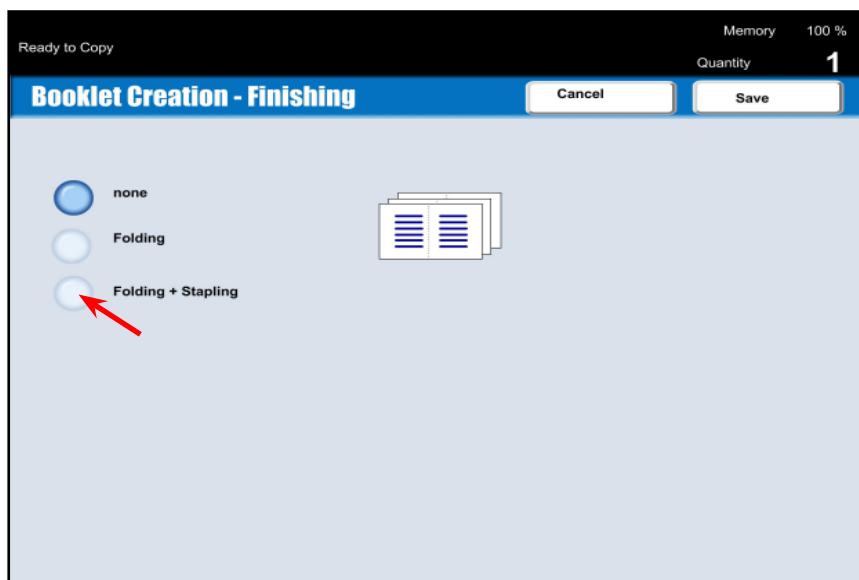 Memory 100 %
Ready to Copy
Quantity 1
Booklet Creation - Finishing
Cancel
Save
none
Folding
Folding + Stapling